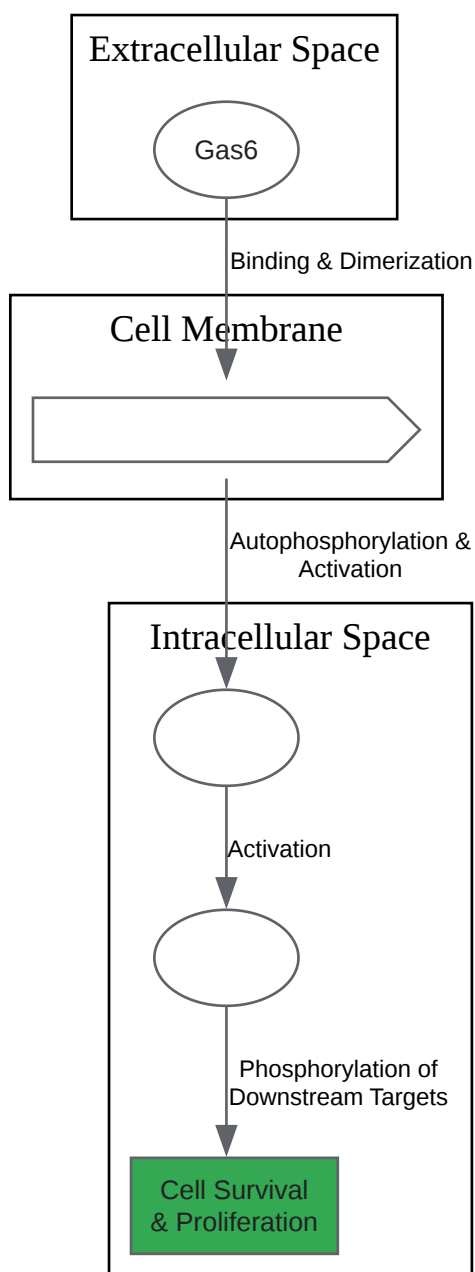 Extracellular Space
Gas6
Binding & Dimerization
Cell Membrane
Autophosphorylation &
Activation
Intracellular Space
Activation
Phosphorylation of
Downstream Targets
Cell Survival
& Proliferation